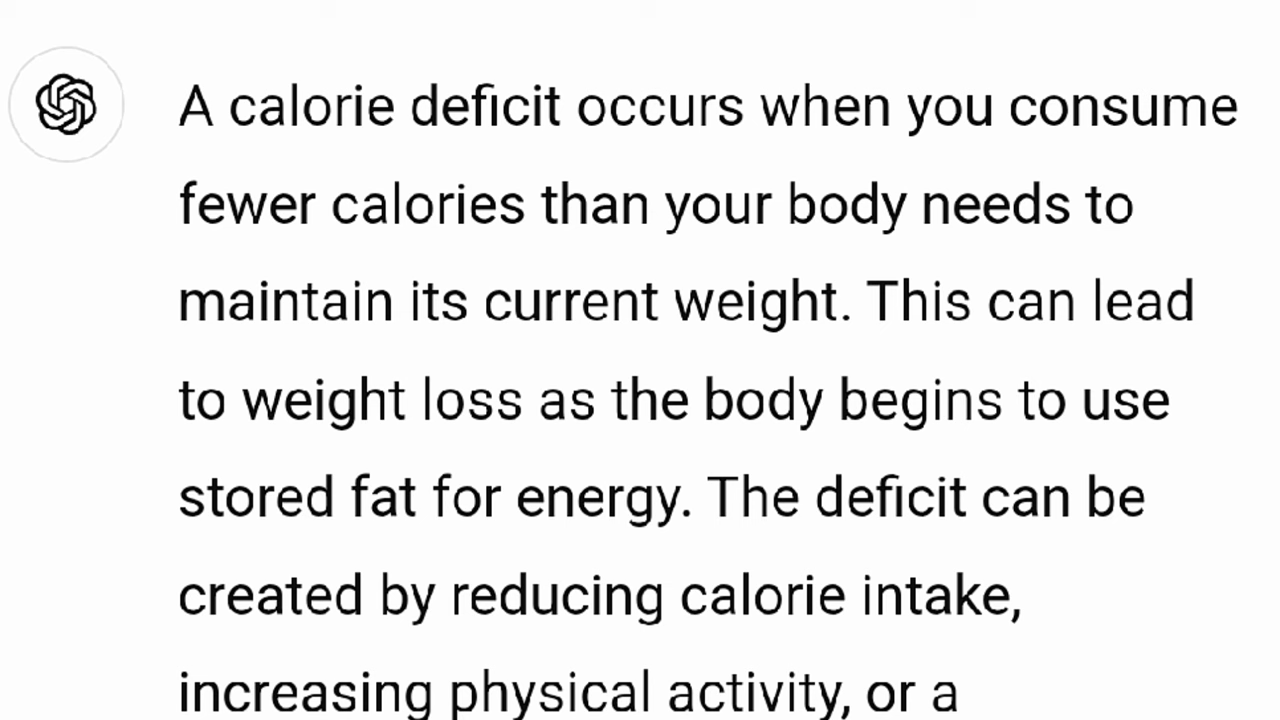 A calorie deficit occurs when you consume
fewer calories than your body needs to
maintain its current weight. This can lead
to weight loss as the body begins to use
stored fat for energy. The deficit can be
created by reducing calorie intake,
increasing physical activity, or a